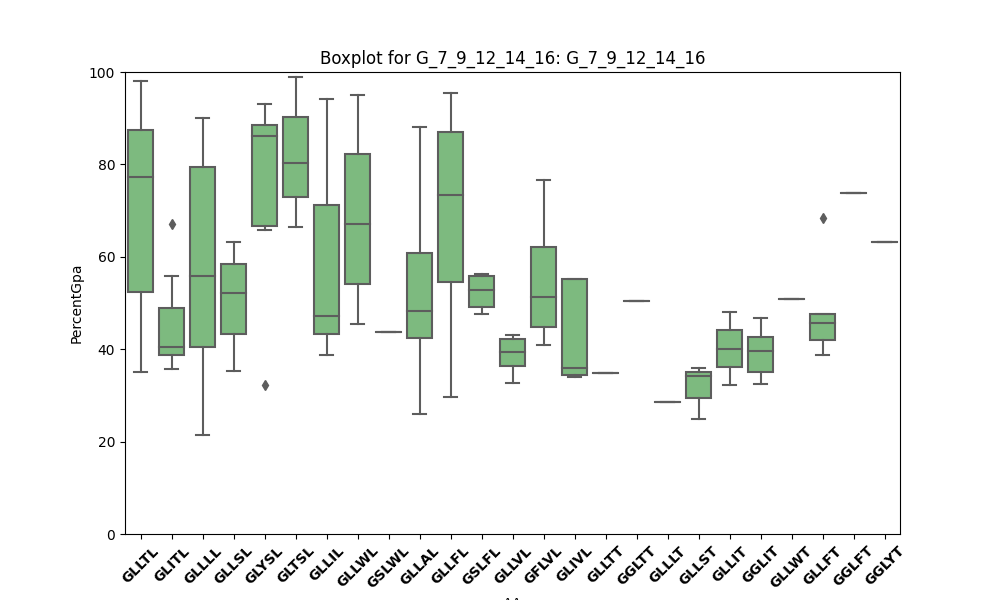 Boxplot for G_7_9_12_14_16: G_7_9_12_14_16
100
80
60
40
20
0
PercentGpa
GLLTL GLITL GLLLL GLLSL GLYSL GLTSL GLLIL GLLWL GSLWL GLLAL GLLFL GSLFL GLLVL GFLVL GLIVL GLLTT GGLTT GLLLT GLLST GLLIT GGLIT GLLWT GLLFT GGLFT GGLYT